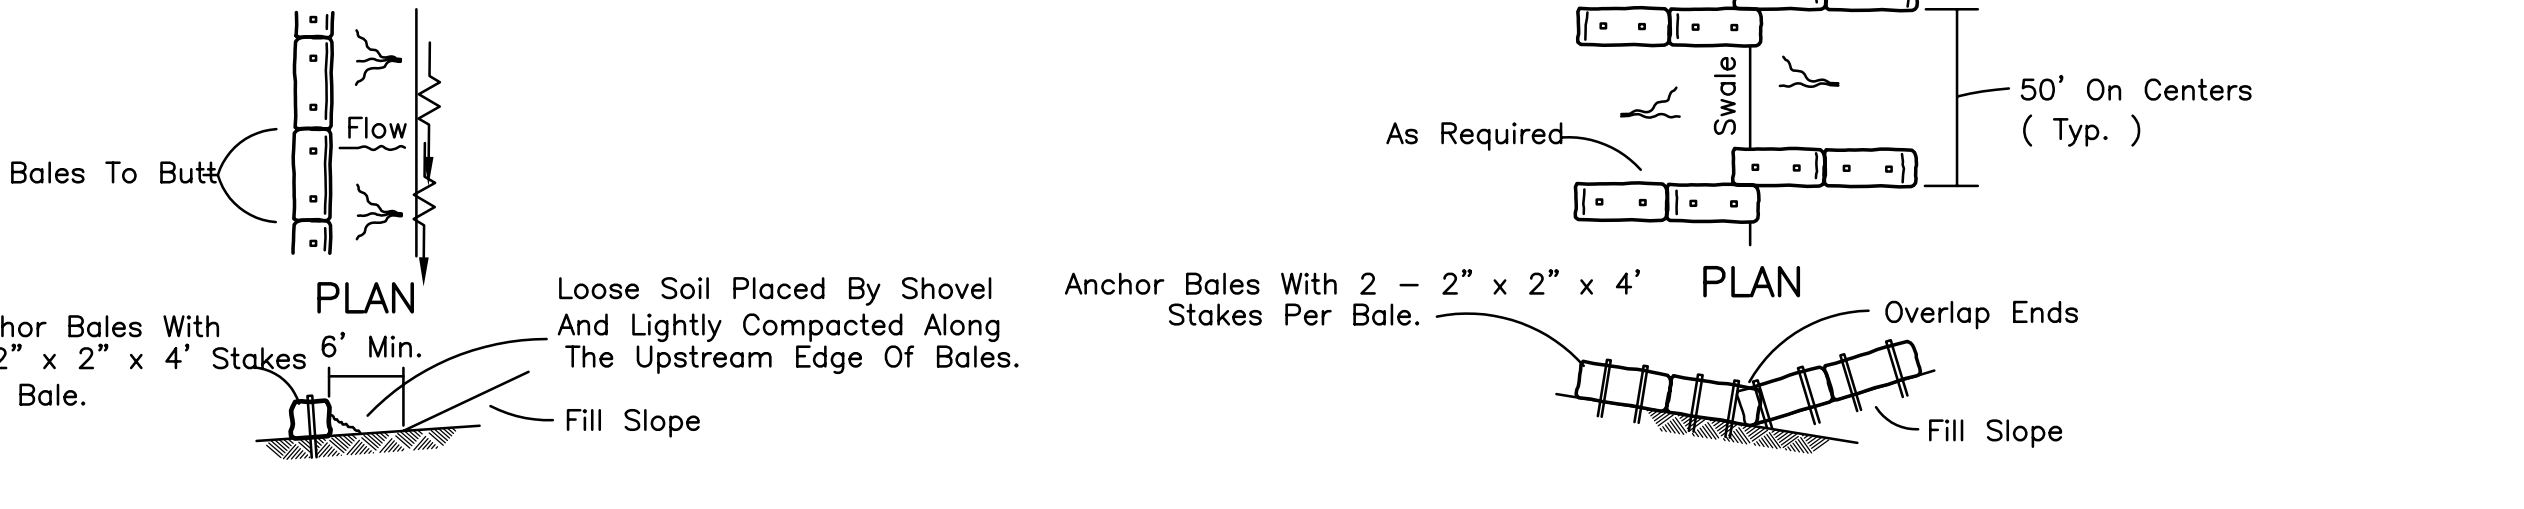 Flow
Bales To Butt
PLAN
Bales With
2" x 2" x 4' Stakes
Bale.
6' Min.
Loose Soil Placed By Shovel
And Lightly Compacted Along
The Upstream Edge Of Bales.
Fill Slope
Swale
As Required
50' On Centers
( Typ. )
PLAN
Anchor Bales With 2 – 2" x 2" x 4'
Stakes Per Bale.
Overlap Ends
Fill Slope